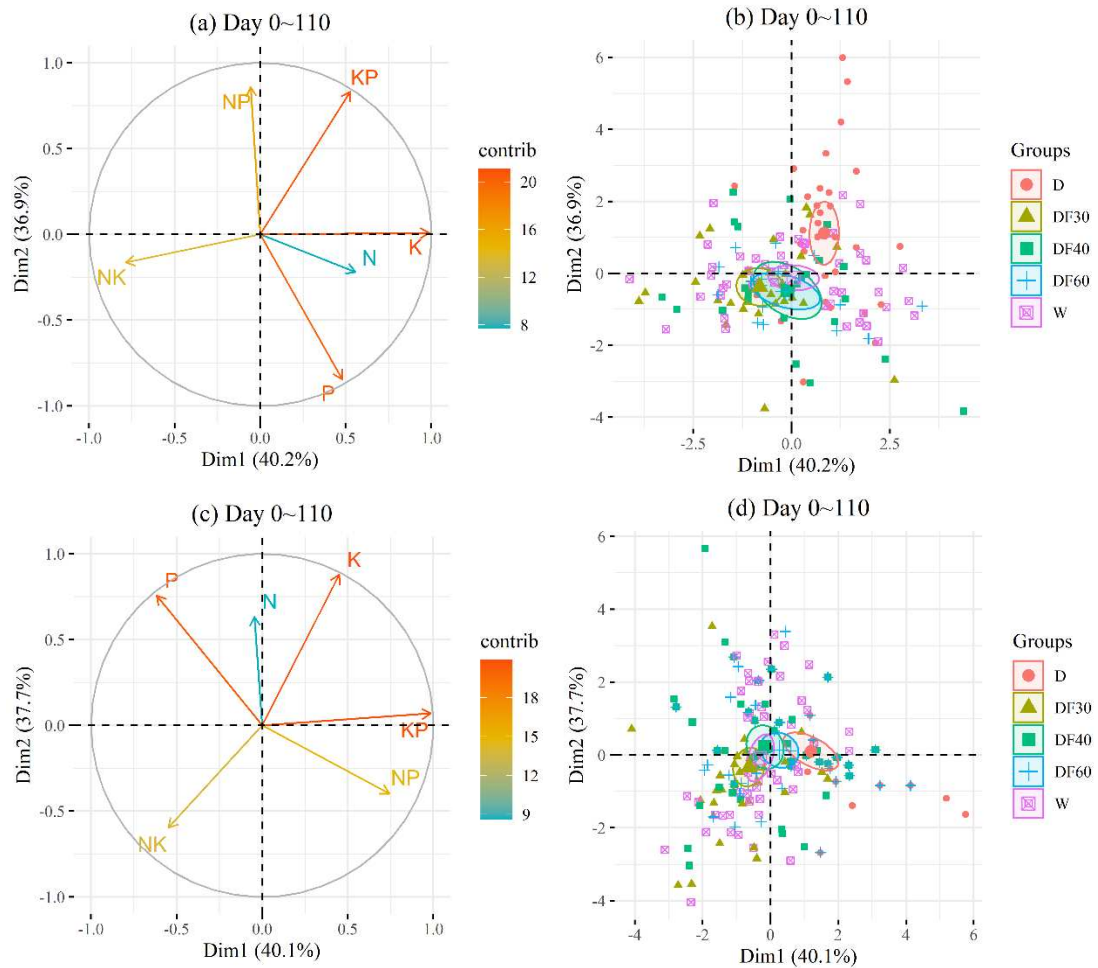 (a) Day 0~110
1.0
0.5
0.0
-0.5
-1.0
-1.0
-0.5
0.0
0.5
1.0
Dim2 (36.9%)
Dim1 (40.2%)
NP
KP
K
N
NK
P
contrib
20
16
12
8
(b) Day 0~110
6
4
2
0
-2
-4
-2.5
0.0
2.5
Dim2 (36.9%)
Dim1 (40.2%)
Groups
D
DF30
DF40
DF60
W
(c) Day 0~110
1.0
0.5
0.0
-0.5
-1.0
-1.0
-0.5
0.0
0.5
1.0
Dim2 (37.7%)
Dim1 (40.1%)
P
N
K
KP
NP
NK
contrib
18
15
12
9
(d) Day 0~110
6
4
2
0
-2
-4
-4
-2
0
2
4
6
Dim2 (37.7%)
Dim1 (40.1%)
Groups
D
DF30
DF40
DF60
W